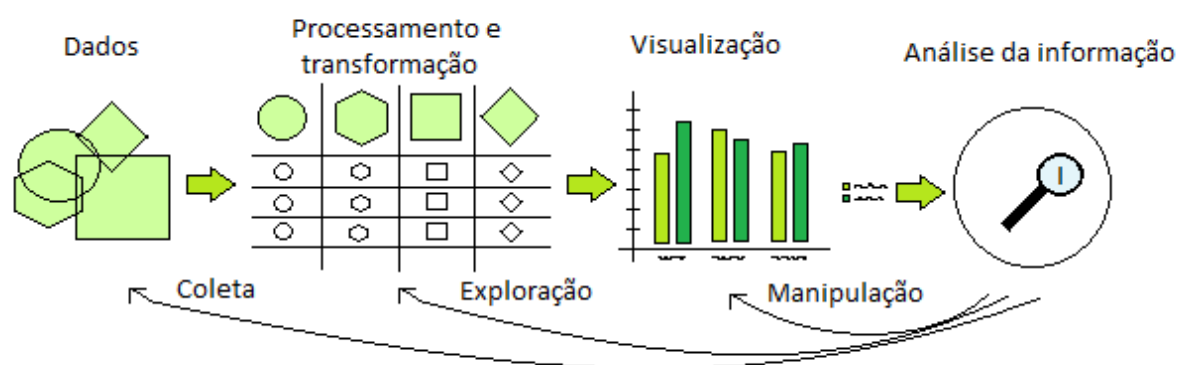 Dados
Processamento e
transformação
Visualização
Análise da informação
I
Coleta
Exploração
Manipulação